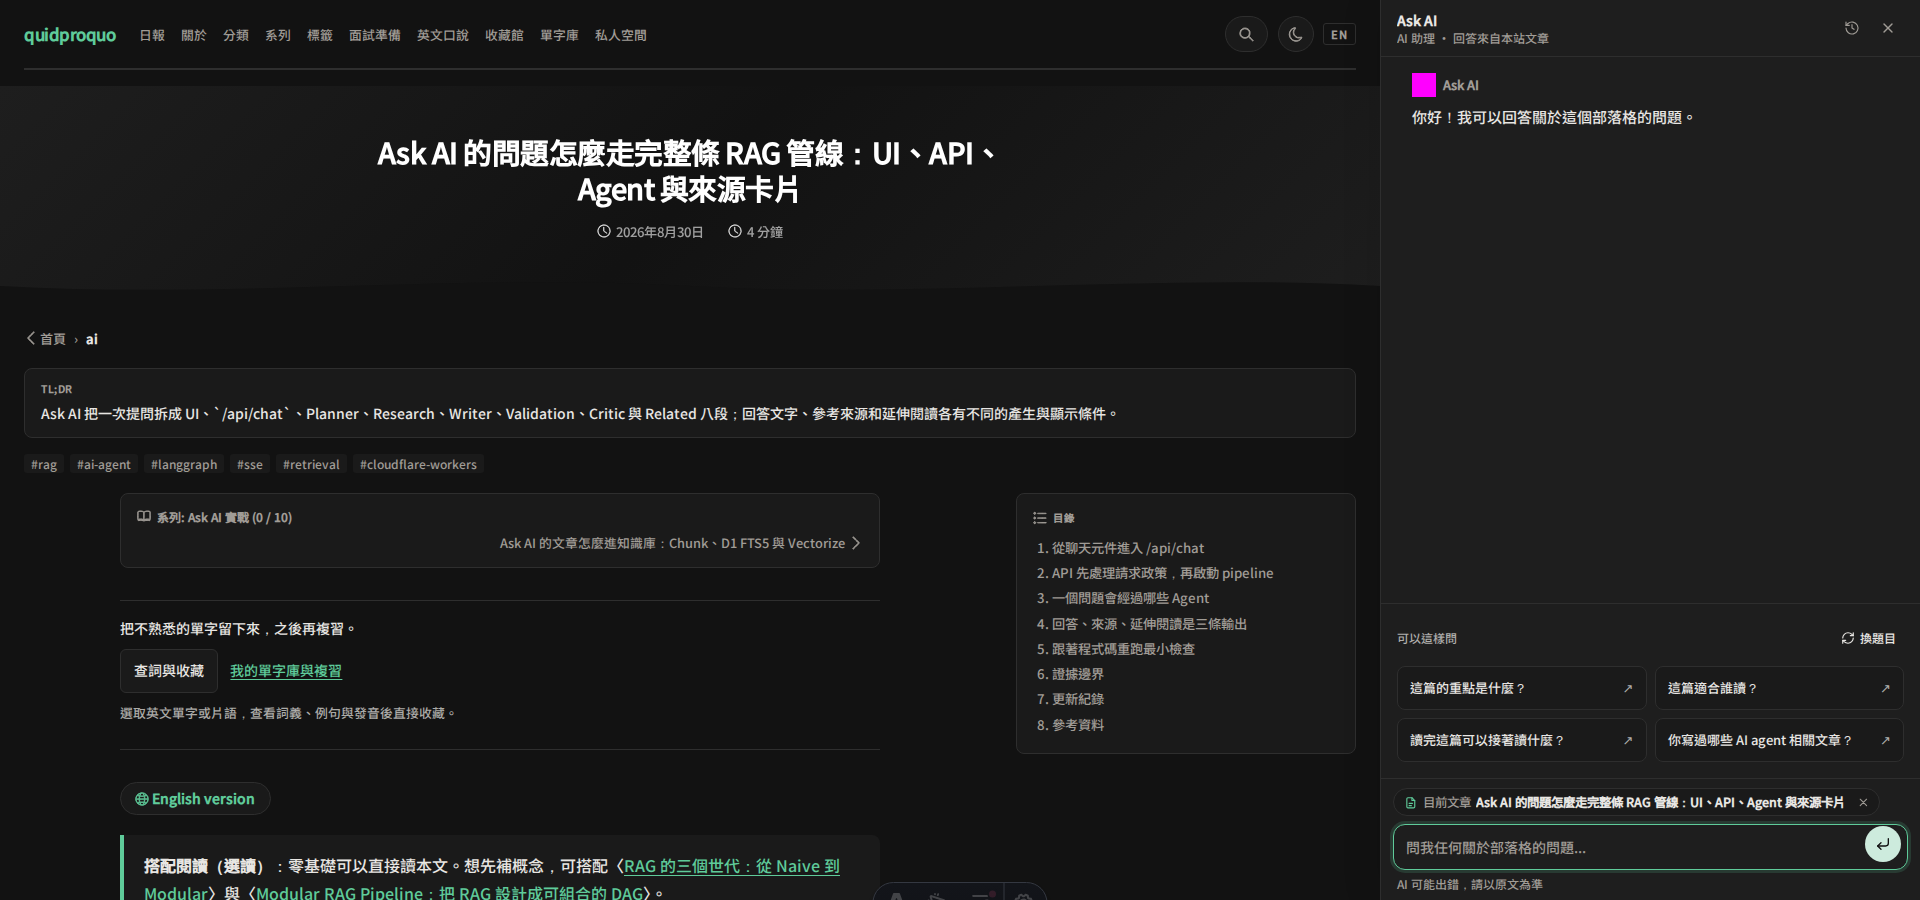 quidproquo 日報 關於 分類 系列 標籤 面試準備 英文口說 收藏館 單字庫 私人空間 EN
Ask AI 的問題怎麼走完整條 RAG 管線：UI、API、
Agent 與來源卡片
2026年8月30日 4 分鐘
首頁 › ai
TL;DR
Ask AI 把一次提問拆成 UI、`/api/chat`、Planner、Research、Writer、Validation、Critic 與 Related 八段；回答文字、參考來源和延伸閱讀各有不同的產生與顯示條件。
#rag #ai-agent #langgraph #sse #retrieval #cloudflare-workers
系列: Ask AI 實戰 (0 / 10)
Ask AI 的文章怎麼進知識庫：Chunk、D1 FTS5 與 Vectorize
把不熟悉的單字留下來，之後再複習。
查詞與收藏 我的單字庫與複習
選取英文單字或片語，查看詞義、例句與發音後直接收藏。
English version
搭配閱讀（選讀）：零基礎可以直接讀本文。想先補概念，可搭配〈RAG 的三個世代：從 Naive 到
Modular〉與〈Modular RAG Pipeline：把 RAG 設計成可組合的 DAG〉。
目錄
1. 從聊天元件進入 /api/chat
2. API 先處理請求政策，再啟動 pipeline
3. 一個問題會經過哪些 Agent
4. 回答、來源、延伸閱讀是三條輸出
5. 跟著程式碼重跑最小檢查
6. 證據邊界
7. 更新紀錄
8. 參考資料
Ask AI
AI 助理 • 回答來自本站文章
Ask AI
你好！我可以回答關於這個部落格的問題。
可以這樣問 換題目
這篇的重點是什麼？ ↗ 這篇適合誰讀？ ↗
讀完這篇可以接著讀什麼？ ↗ 你寫過哪些 AI agent 相關文章？ ↗
目前文章 Ask AI 的問題怎麼走完整條 RAG 管線：UI、API、Agent 與來源卡片
問我任何關於部落格的問題...
AI 可能出錯，請以原文為準